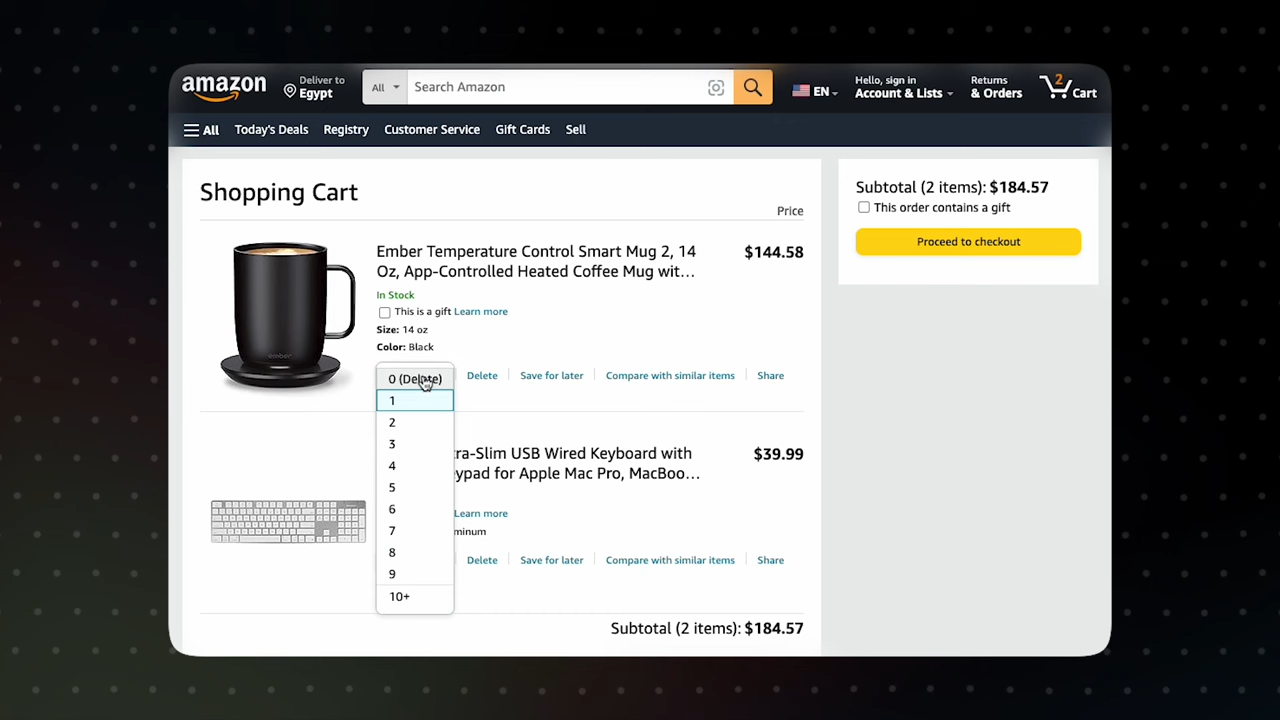 amazon
Deliver to
Egypt
All
Search Amazon
EN
Hello, sign in
Account & Lists
Returns
& Orders
2
Cart
All
Today's Deals
Registry
Customer Service
Gift Cards
Sell
Shopping Cart
Price
Ember Temperature Control Smart Mug 2, 14
Oz, App-Controlled Heated Coffee Mug wit…
$144.58
In Stock
This is a gift Learn more
Size: 14 oz
Color: Black
ember
0 (Delete)
1
2
3
4
5
6
7
8
9
10+
Delete
Save for later
Compare with similar items
Share
USB Wired Keyboard with
for Apple Mac Pro, MacBoo…
$39.99
Learn more
Delete
Save for later
Compare with similar items
Share
Subtotal (2 items): $184.57
Subtotal (2 items): $184.57
This order contains a gift
Proceed to checkout